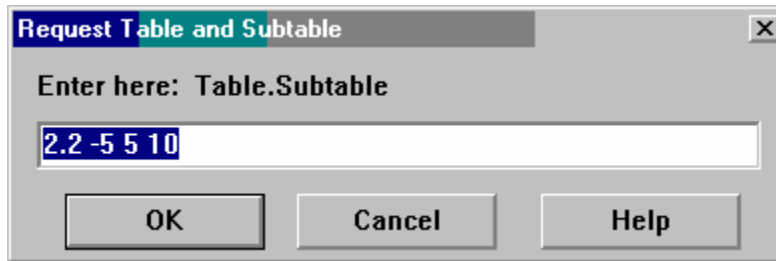 Request Table and Subtable
Enter here: Table.Subtable
2.2 -5 5 10
OK Cancel Help